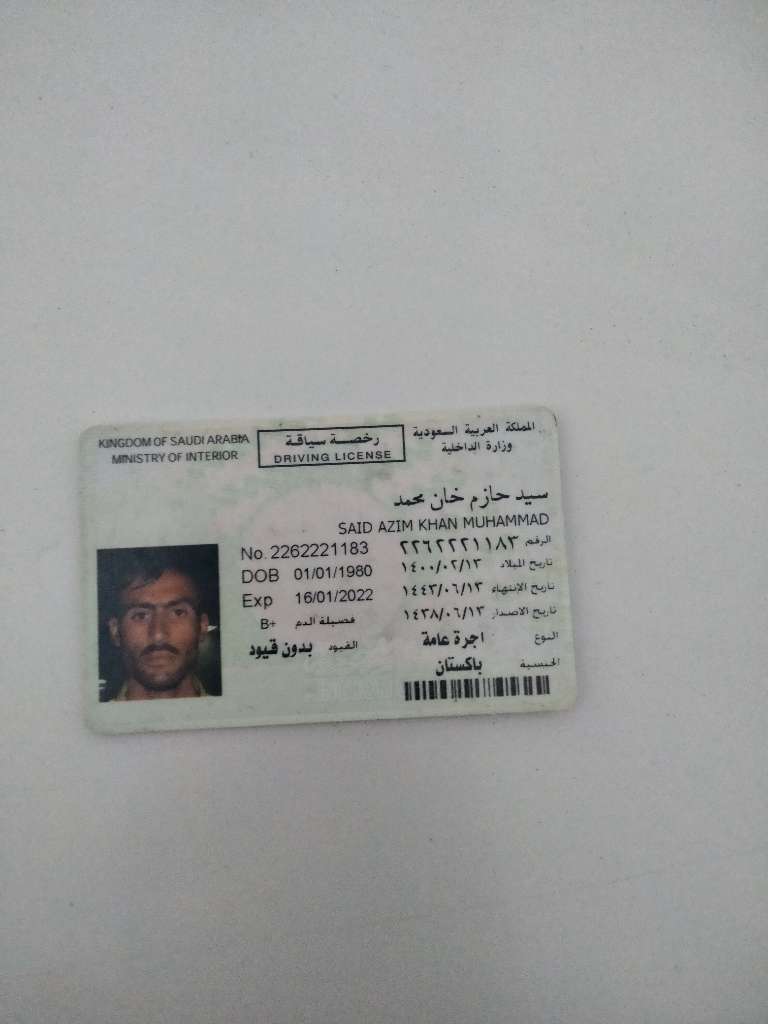 KINGDOM OF SAUDI ARABIA
MINISTRY OF INTERIOR
رخصة سياقة
DRIVING LICENSE
المملكة العربية السعودية
وزارة الداخلية
سيد حازم خان محمد
SAID AZIM KHAN MUHAMMAD
No. 2262221183 الرقم ٢٢٦٢٢٢١١٨٣
DOB 01/01/1980 تاريخ الميلاد ١٤٠٠/٠٢/١٣
Exp 16/01/2022 تاريخ الإنتهاء ١٤٤٣/٠٦/١٣
B+ فصيلة الدم تاريخ الاصدار ١٤٣٨/٠٦/١٣
القيود بدون قيود النوع اجرة عامة
الجنسية باكستان